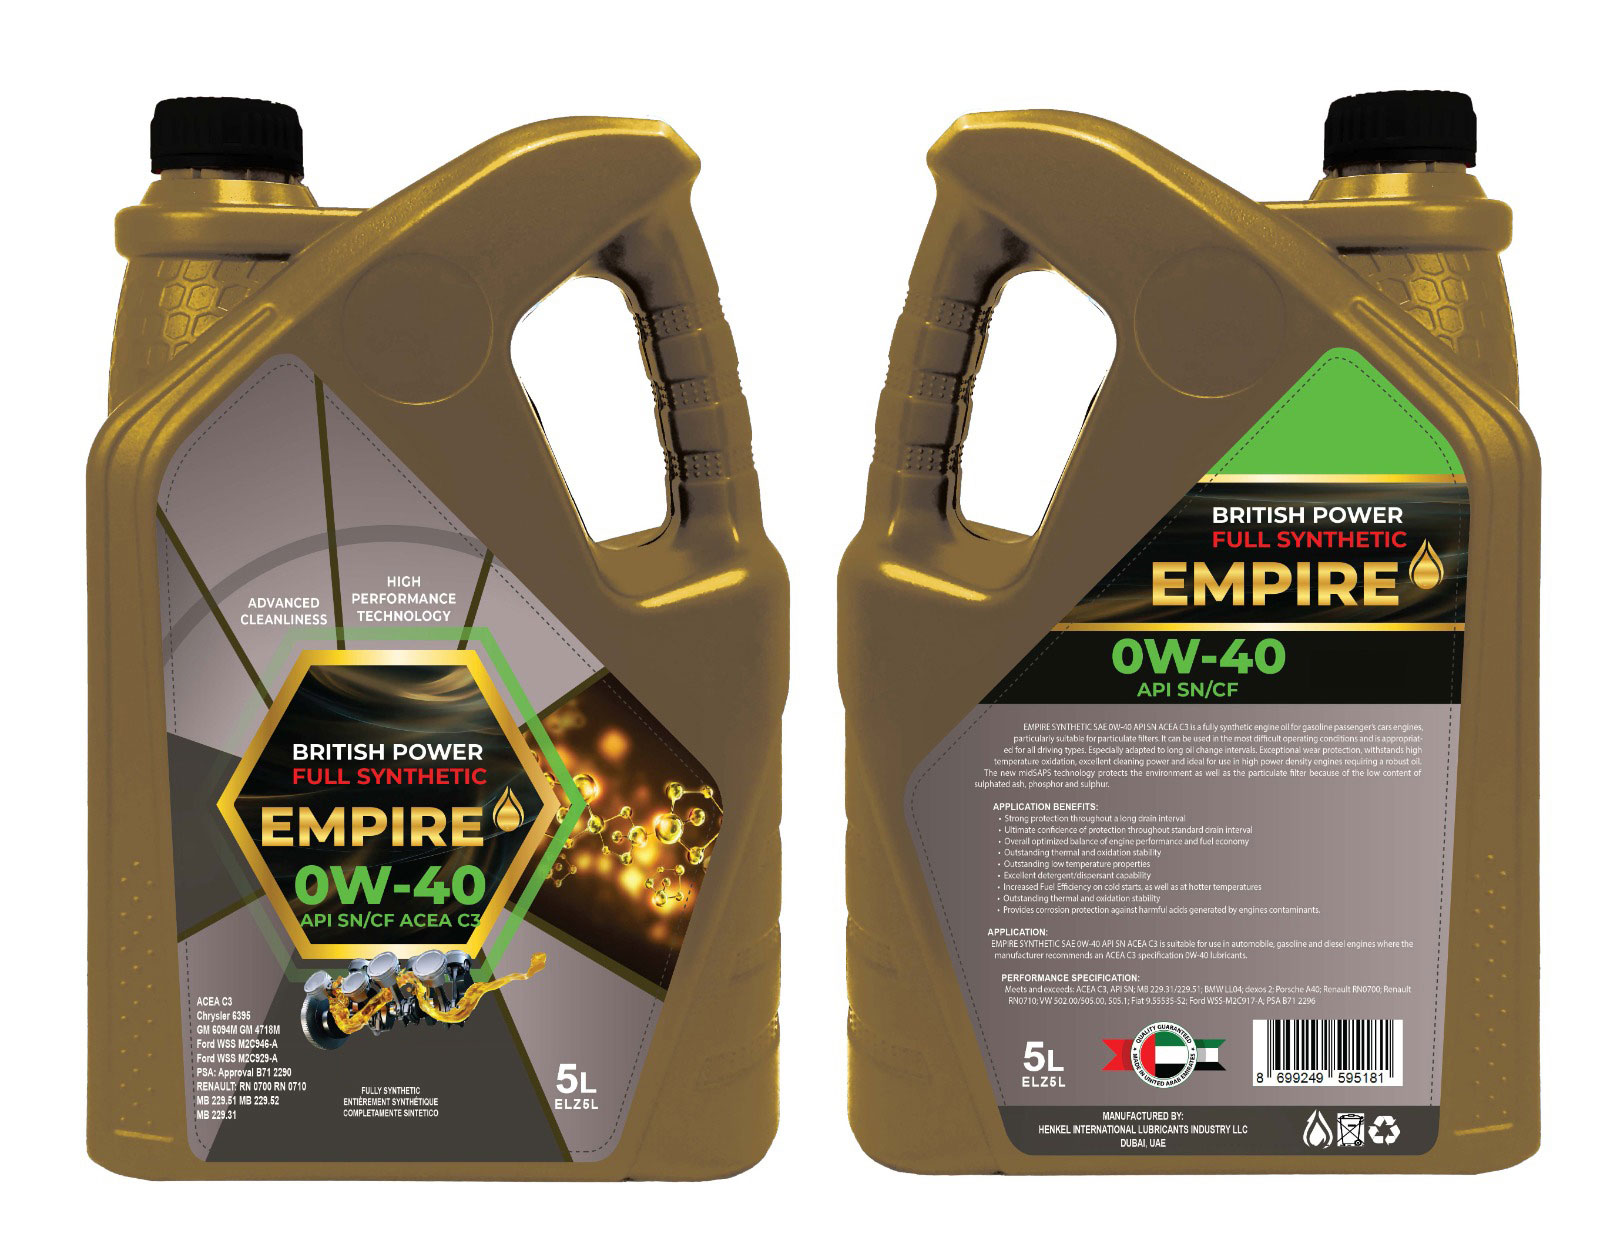 ADVANCED
CLEANLINESS
HIGH
PERFORMANCE
TECHNOLOGY
BRITISH POWER
FULL SYNTHETIC
EMPIRE
0W-40
API SN/CF ACEA C3
ACEA C3
Chrysler 6395
GM 6094M GM 4718M
Ford WSS M2C946-A
Ford WSS M2C929-A
PSA: Approval B71 2290
RENAULT: RN 0700 RN 0710
MB 229.51 MB 229.52
MB 229.31
FULLY SYNTHETIC
ENTIÈREMENT SYNTHÉTIQUE
COMPLETAMENTE SINTETICO
5L
ELZ5L
BRITISH POWER
FULL SYNTHETIC
EMPIRE
0W-40
API SN/CF
EMPIRE SYNTHETIC SAE 0W-40 API SN ACEA C3 is a fully synthetic engine oil for gasoline passenger's cars engines,
particularly suitable for particulate filters. It can be used in the most difficult operating conditions and is appropriat-
ed for all driving types. Especially adapted to long oil change intervals. Exceptional wear protection, withstands high
temperature oxidation, excellent cleaning power and ideal for use in high power density engines requiring a robust oil.
The new midSAPS technology protects the environment as well as the particulate filter because of the low content of
sulphated ash, phosphor and sulphur.
APPLICATION BENEFITS:
• Strong protection throughout a long drain interval
• Ultimate confidence of protection throughout standard drain interval
• Overall optimized balance of engine performance and fuel economy
• Outstanding thermal and oxidation stability
• Outstanding low temperature properties
• Excellent detergent/dispersant capability
• Increased Fuel Efficiency on cold starts, as well as at hotter temperatures
• Outstanding thermal and oxidation stability
• Provides corrosion protection against harmful acids generated by engines contaminants.
APPLICATION:
EMPIRE SYNTHETIC SAE 0W-40 API SN ACEA C3 is suitable for use in automobile, gasoline and diesel engines where the
manufacturer recommends an ACEA C3 specification 0W-40 lubricants.
PERFORMANCE SPECIFICATION:
Meets and exceeds: ACEA C3, API SN; MB 229.31/229.51; BMW LL04; dexos 2; Porsche A40; Renault RN0700; Renault
RN0710; VW 502.00/505.00, 505.1; Fiat 9.55535-S2; Ford WSS-M2C917-A; PSA B71 2296
5L
ELZ5L
QUALITY GUARANTEED
MADE IN UNITED ARAB EMIRATES
8 699249 595181
MANUFACTURED BY:
HENKEL INTERNATIONAL LUBRICANTS INDUSTRY LLC
DUBAI, UAE